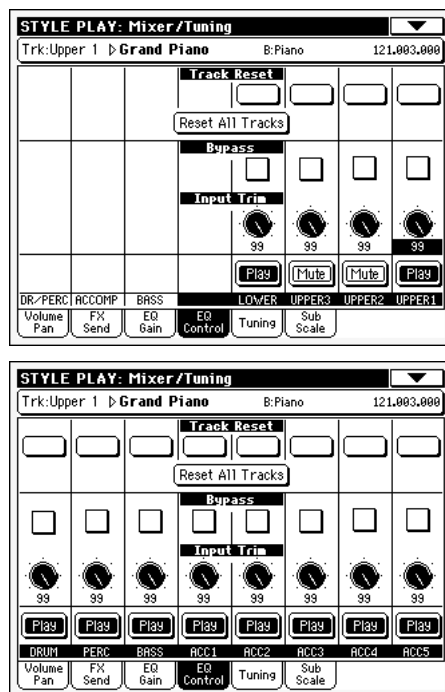 STYLE PLAY: Mixer/Tuning
Trk:Upper 1 Grand Piano B:Piano 121.003.000
Track Reset
Reset All Tracks
Bypass
Input Trim
99 99 99 99
Play Mute Mute Play
DR/PERC ACCOMP BASS LOWER UPPER3 UPPER2 UPPER1
Volume Pan FX Send EQ Gain EQ Control Tuning Sub Scale
STYLE PLAY: Mixer/Tuning
Trk:Upper 1 Grand Piano B:Piano 121.003.000
Track Reset
Reset All Tracks
Bypass
Input Trim
99 99 99 99 99 99 99 99
Play Play Play Play Play Play Play Play
DRUM PERC BASS ACC1 ACC2 ACC3 ACC4 ACC5
Volume Pan FX Send EQ Gain EQ Control Tuning Sub Scale